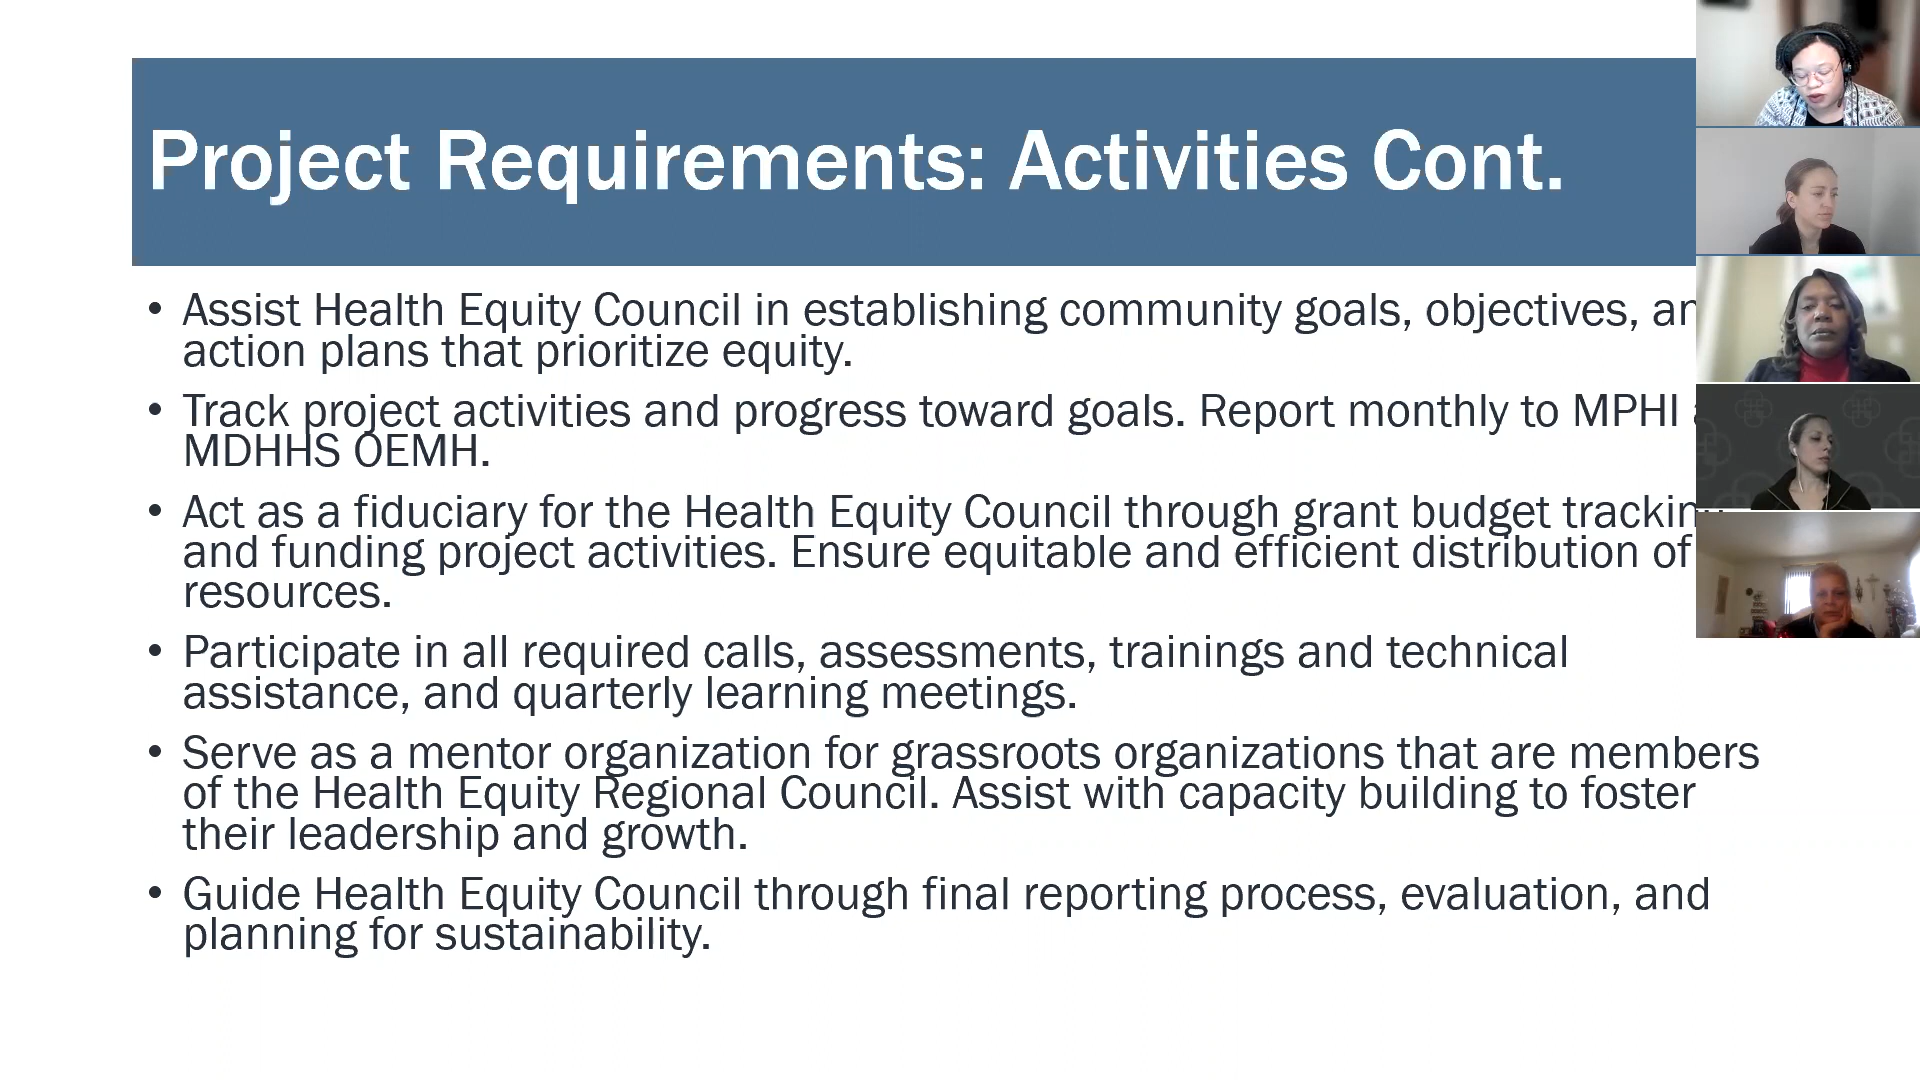 Project Requirements: Activities Cont.
• Assist Health Equity Council in establishing community goals, objectives,
action plans that prioritize equity.
• Track project activities and progress toward goals. Report monthly to MPHI
MDHHS OEMH.
• Act as a fiduciary for the Health Equity Council through grant budget tracking
and funding project activities. Ensure equitable and efficient distribution of
resources.
• Participate in all required calls, assessments, trainings and technical
assistance, and quarterly learning meetings.
• Serve as a mentor organization for grassroots organizations that are members
of the Health Equity Regional Council. Assist with capacity building to foster
their leadership and growth.
• Guide Health Equity Council through final reporting process, evaluation, and
planning for sustainability.